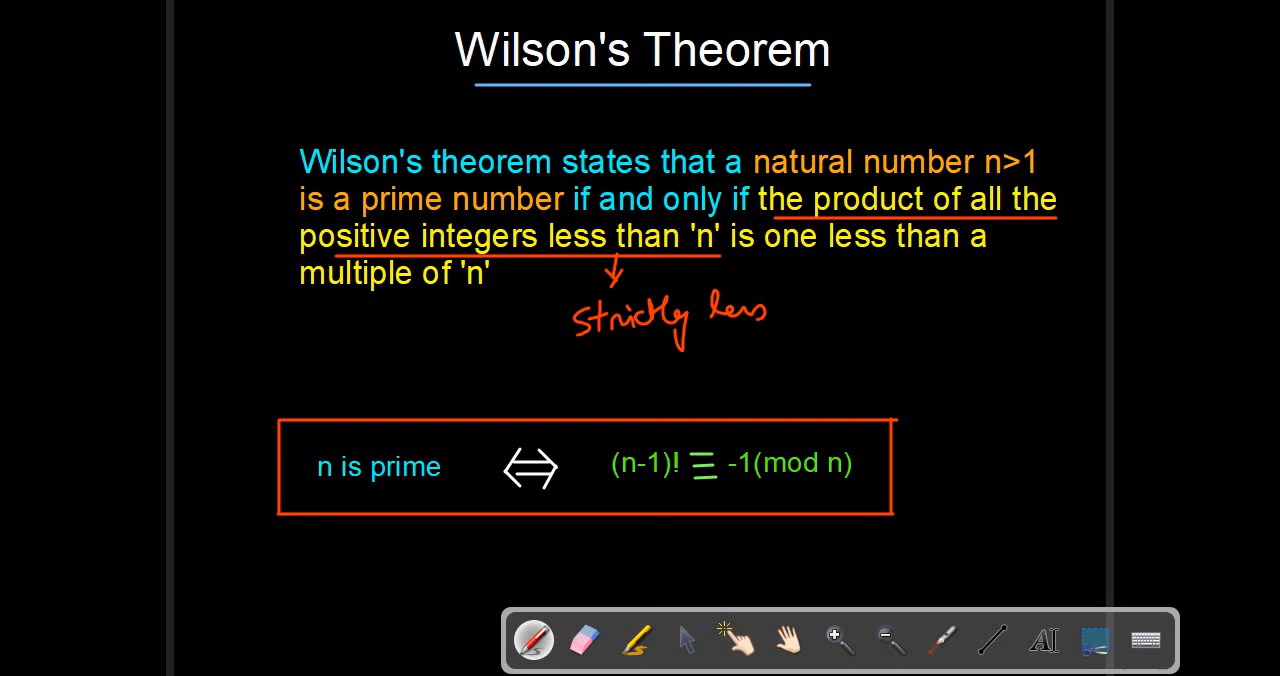 Wilson's Theorem
Wilson's theorem states that a natural number n>1
is a prime number if and only if the product of all the
positive integers less than 'n' is one less than a
multiple of 'n'
Strictly less
n is prime ⇔ (n-1)! ≡ -1(mod n)
AI